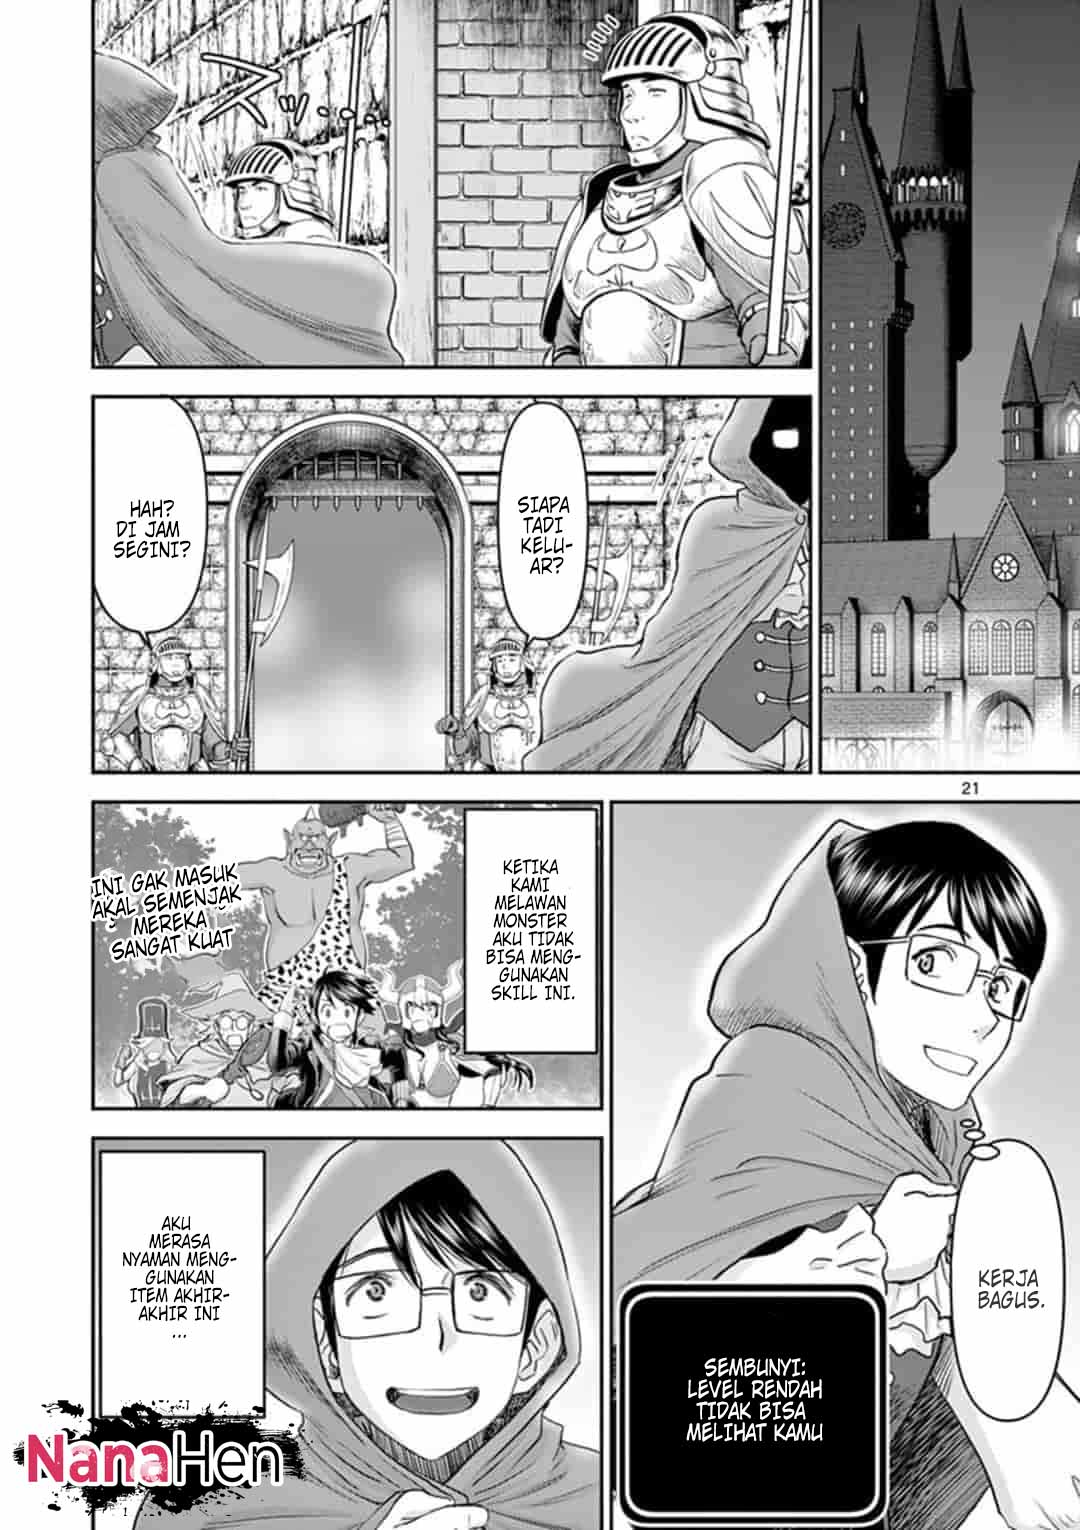 スッ…
SIAPA
TADI
KELU-
AR?
HAH?
DI JAM
SEGINI?
21
KERJA
BAGUS.
SEMBUNYI:
LEVEL RENDAH
TIDAK BISA
MELIHAT KAMU
KETIKA
KAMI
MELAWAN
MONSTER
AKU TIDAK
BISA MENG-
GUNAKAN
SKILL INI.
INI GAK MASUK
AKAL SEMENJAK
MEREKA
SANGAT KUAT
AKU
MERASA
NYAMAN MENG-
GUNAKAN
ITEM AKHIR-
AKHIR INI
...
NanaHen